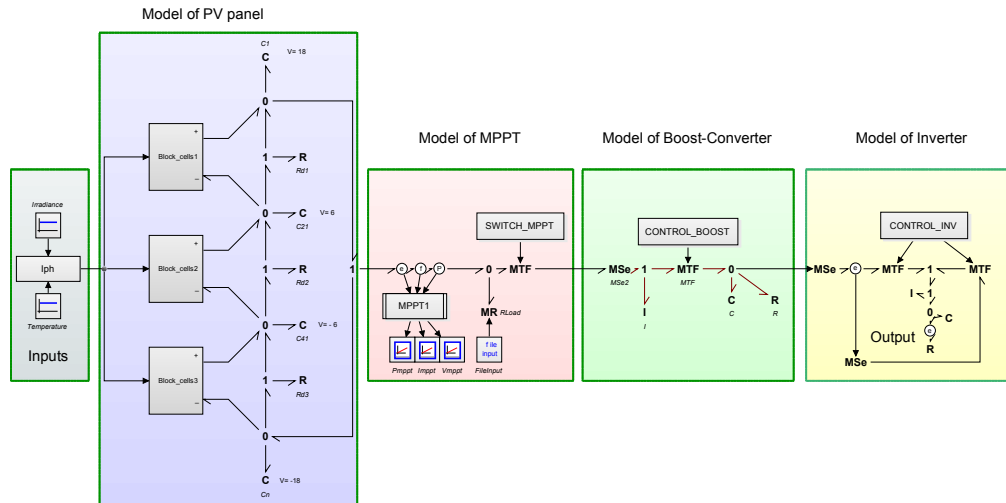 Model of PV panel
Model of MPPT
Model of Boost-Converter
Model of Inverter
Irradiance
Iph
Temperature
Inputs
C1
C
V= 18
0
Block_cells1
+
_
1
R
Rd1
0
C
V= 6
C21
Block_cells2
+
_
1
R
Rd2
0
C
V= - 6
C41
Block_cells3
+
_
1
R
Rd3
0
C
V= -18
Cn
1
SWITCH_MPPT
e
f
P
0
MTF
MPPT1
MR
RLoad
f ile
input
Pmppt
Imppt
Vmppt
FileInput
CONTROL_BOOST
MSe
1
MTF
0
MSe2
MTF
I
I
C
C
R
R
CONTROL_INV
MSe
e
MTF
1
MTF
I
1
0
C
Output
e
R
MSe